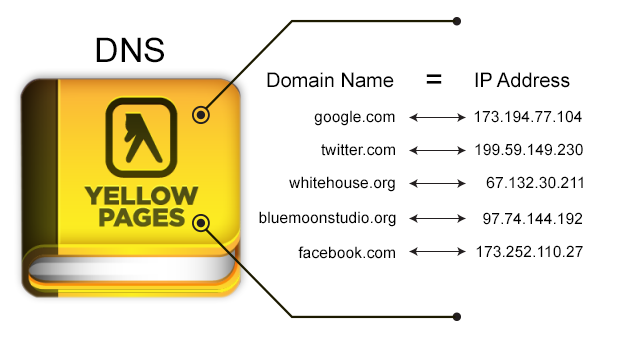 DNS
YELLOW
PAGES
Domain Name = IP Address
google.com 173.194.77.104
twitter.com 199.59.149.230
whitehouse.org 67.132.30.211
bluemoonstudio.org 97.74.144.192
facebook.com 173.252.110.27